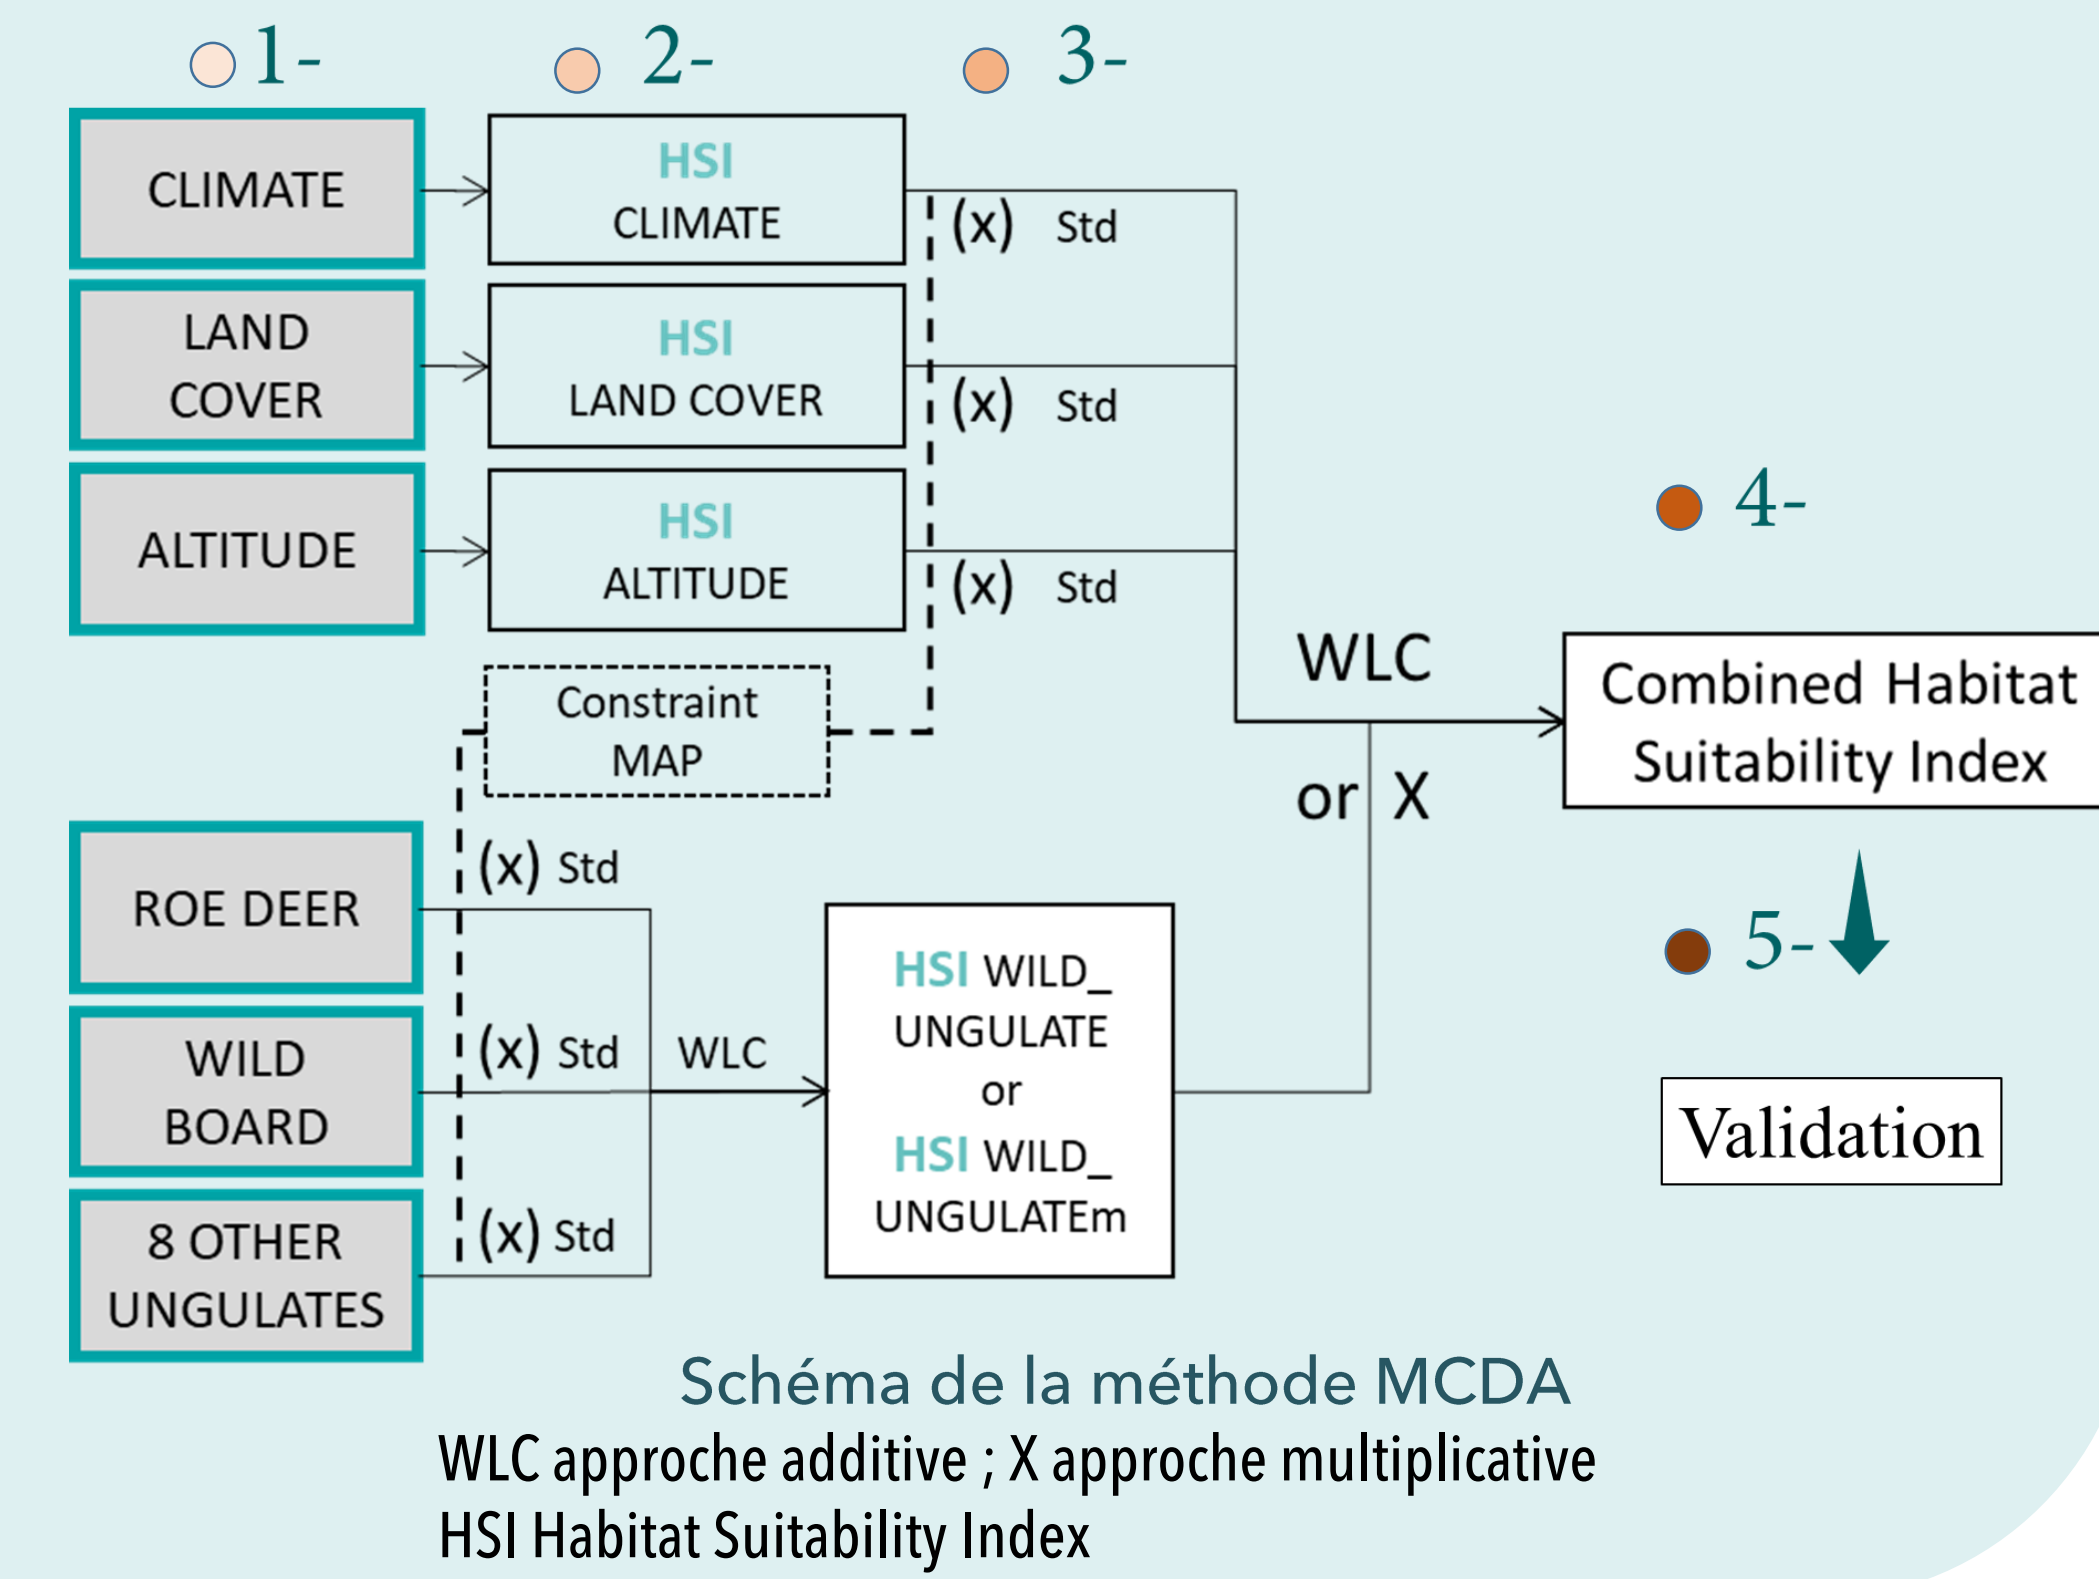 1-
2-
3-
CLIMATE
HSI
CLIMATE
(x) Std
LAND
COVER
HSI
LAND COVER
(x) Std
ALTITUDE
HSI
ALTITUDE
(x) Std
4-
Constraint
MAP
WLC
or X
Combined Habitat
Suitability Index
ROE DEER
(x) Std
5-
WILD
BOARD
(x) Std
WLC
HSI WILD_
UNGULATE
or
HSI WILD_
UNGULATEm
Validation
8 OTHER
UNGULATES
(x) Std
Schéma de la méthode MCDA
WLC approche additive ; X approche multiplicative
HSI Habitat Suitability Index